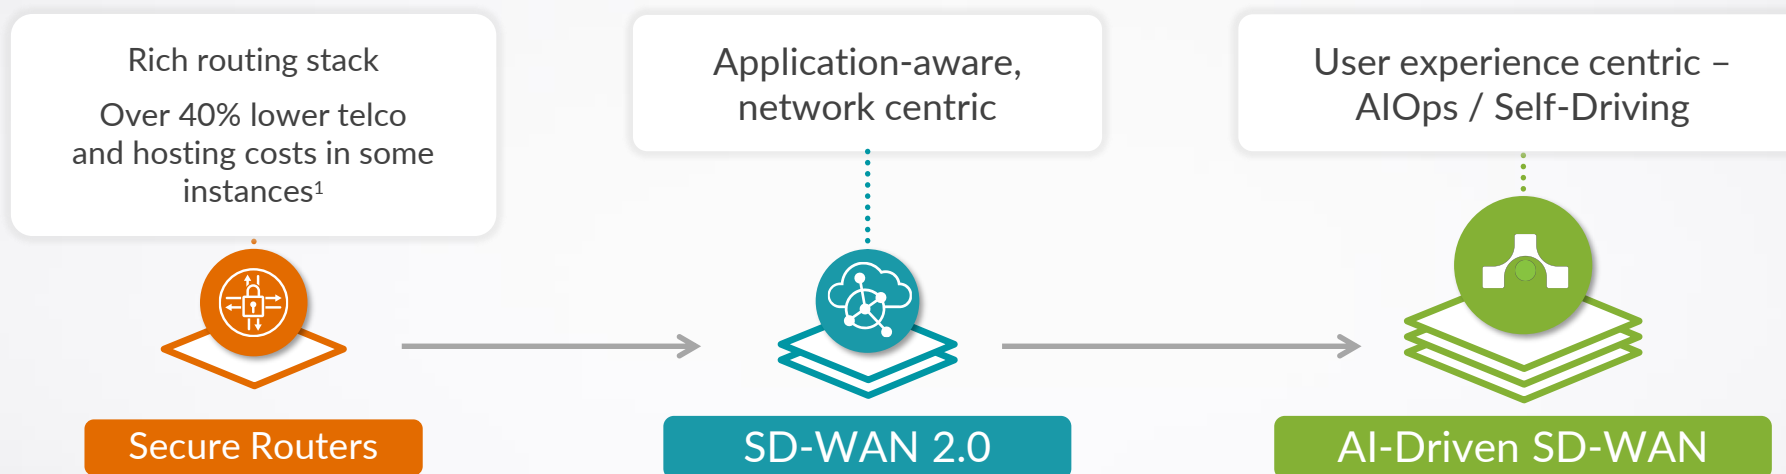 Rich routing stack
Over 40% lower telco
and hosting costs in some
instances¹
Application-aware,
network centric
User experience centric –
AIOps / Self-Driving
Secure Routers
SD-WAN 2.0
AI-Driven SD-WAN